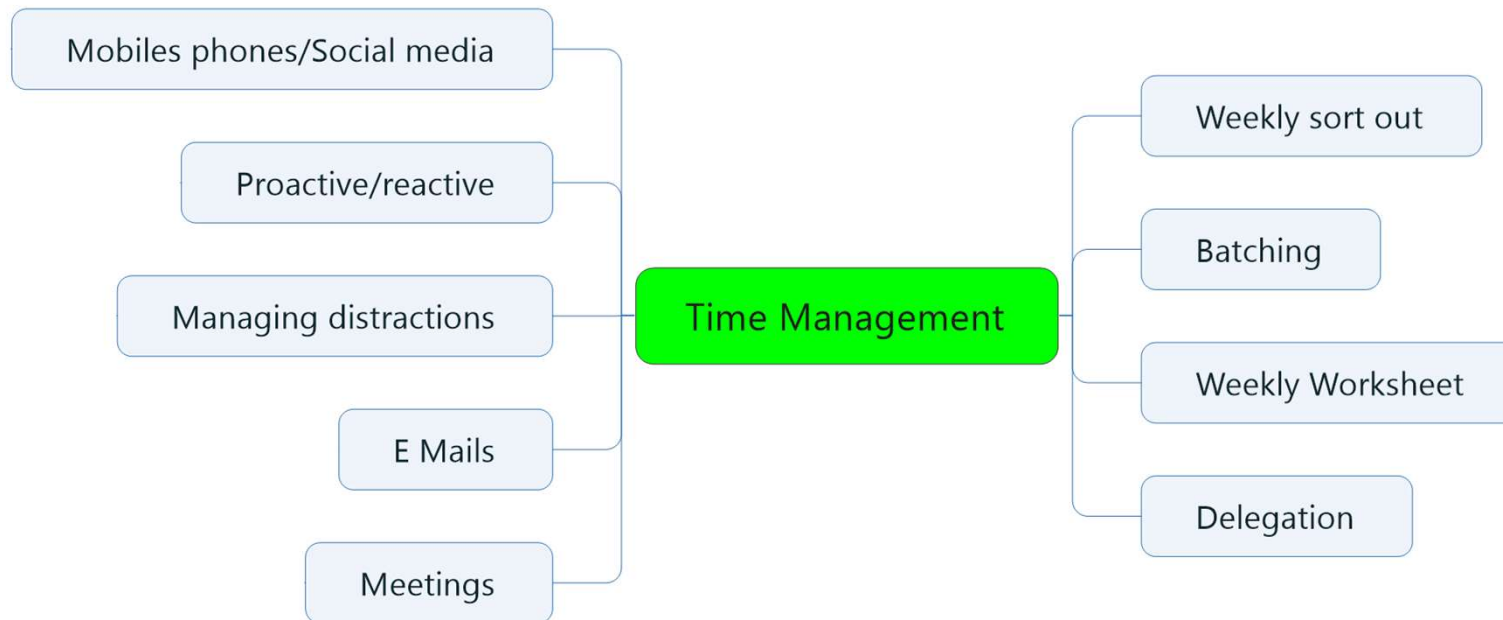 Mobiles phones/Social media
Proactive/reactive
Managing distractions
E Mails
Meetings
Time Management
Weekly sort out
Batching
Weekly Worksheet
Delegation